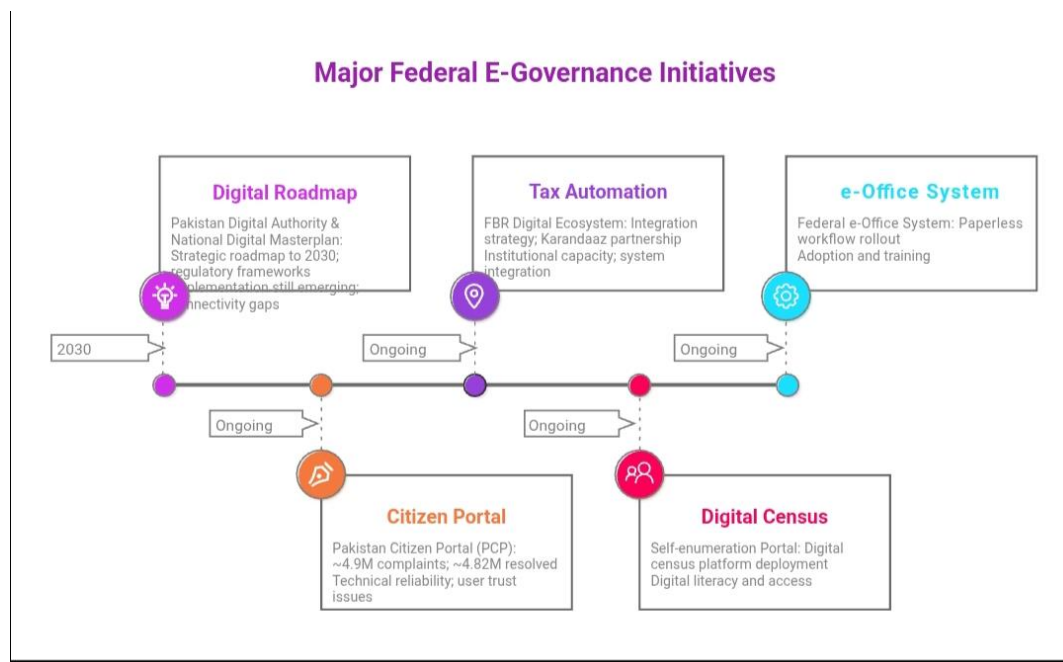 Major Federal E-Governance Initiatives
Digital Roadmap
Pakistan Digital Authority &
National Digital Masterplan:
Strategic roadmap to 2030;
regulatory frameworks
plementation still emerging;
nnectivity gaps
2030
Tax Automation
FBR Digital Ecosystem: Integration
strategy; Karandaaz partnership
Institutional capacity; system
integration
Ongoing
e-Office System
Federal e-Office System: Paperless
workflow rollout
Adoption and training
Ongoing
Ongoing
Citizen Portal
Pakistan Citizen Portal (PCP):
~4.9M complaints; ~4.82M resolved
Technical reliability; user trust
issues
Ongoing
Digital Census
Self-enumeration Portal: Digital
census platform deployment
Digital literacy and access